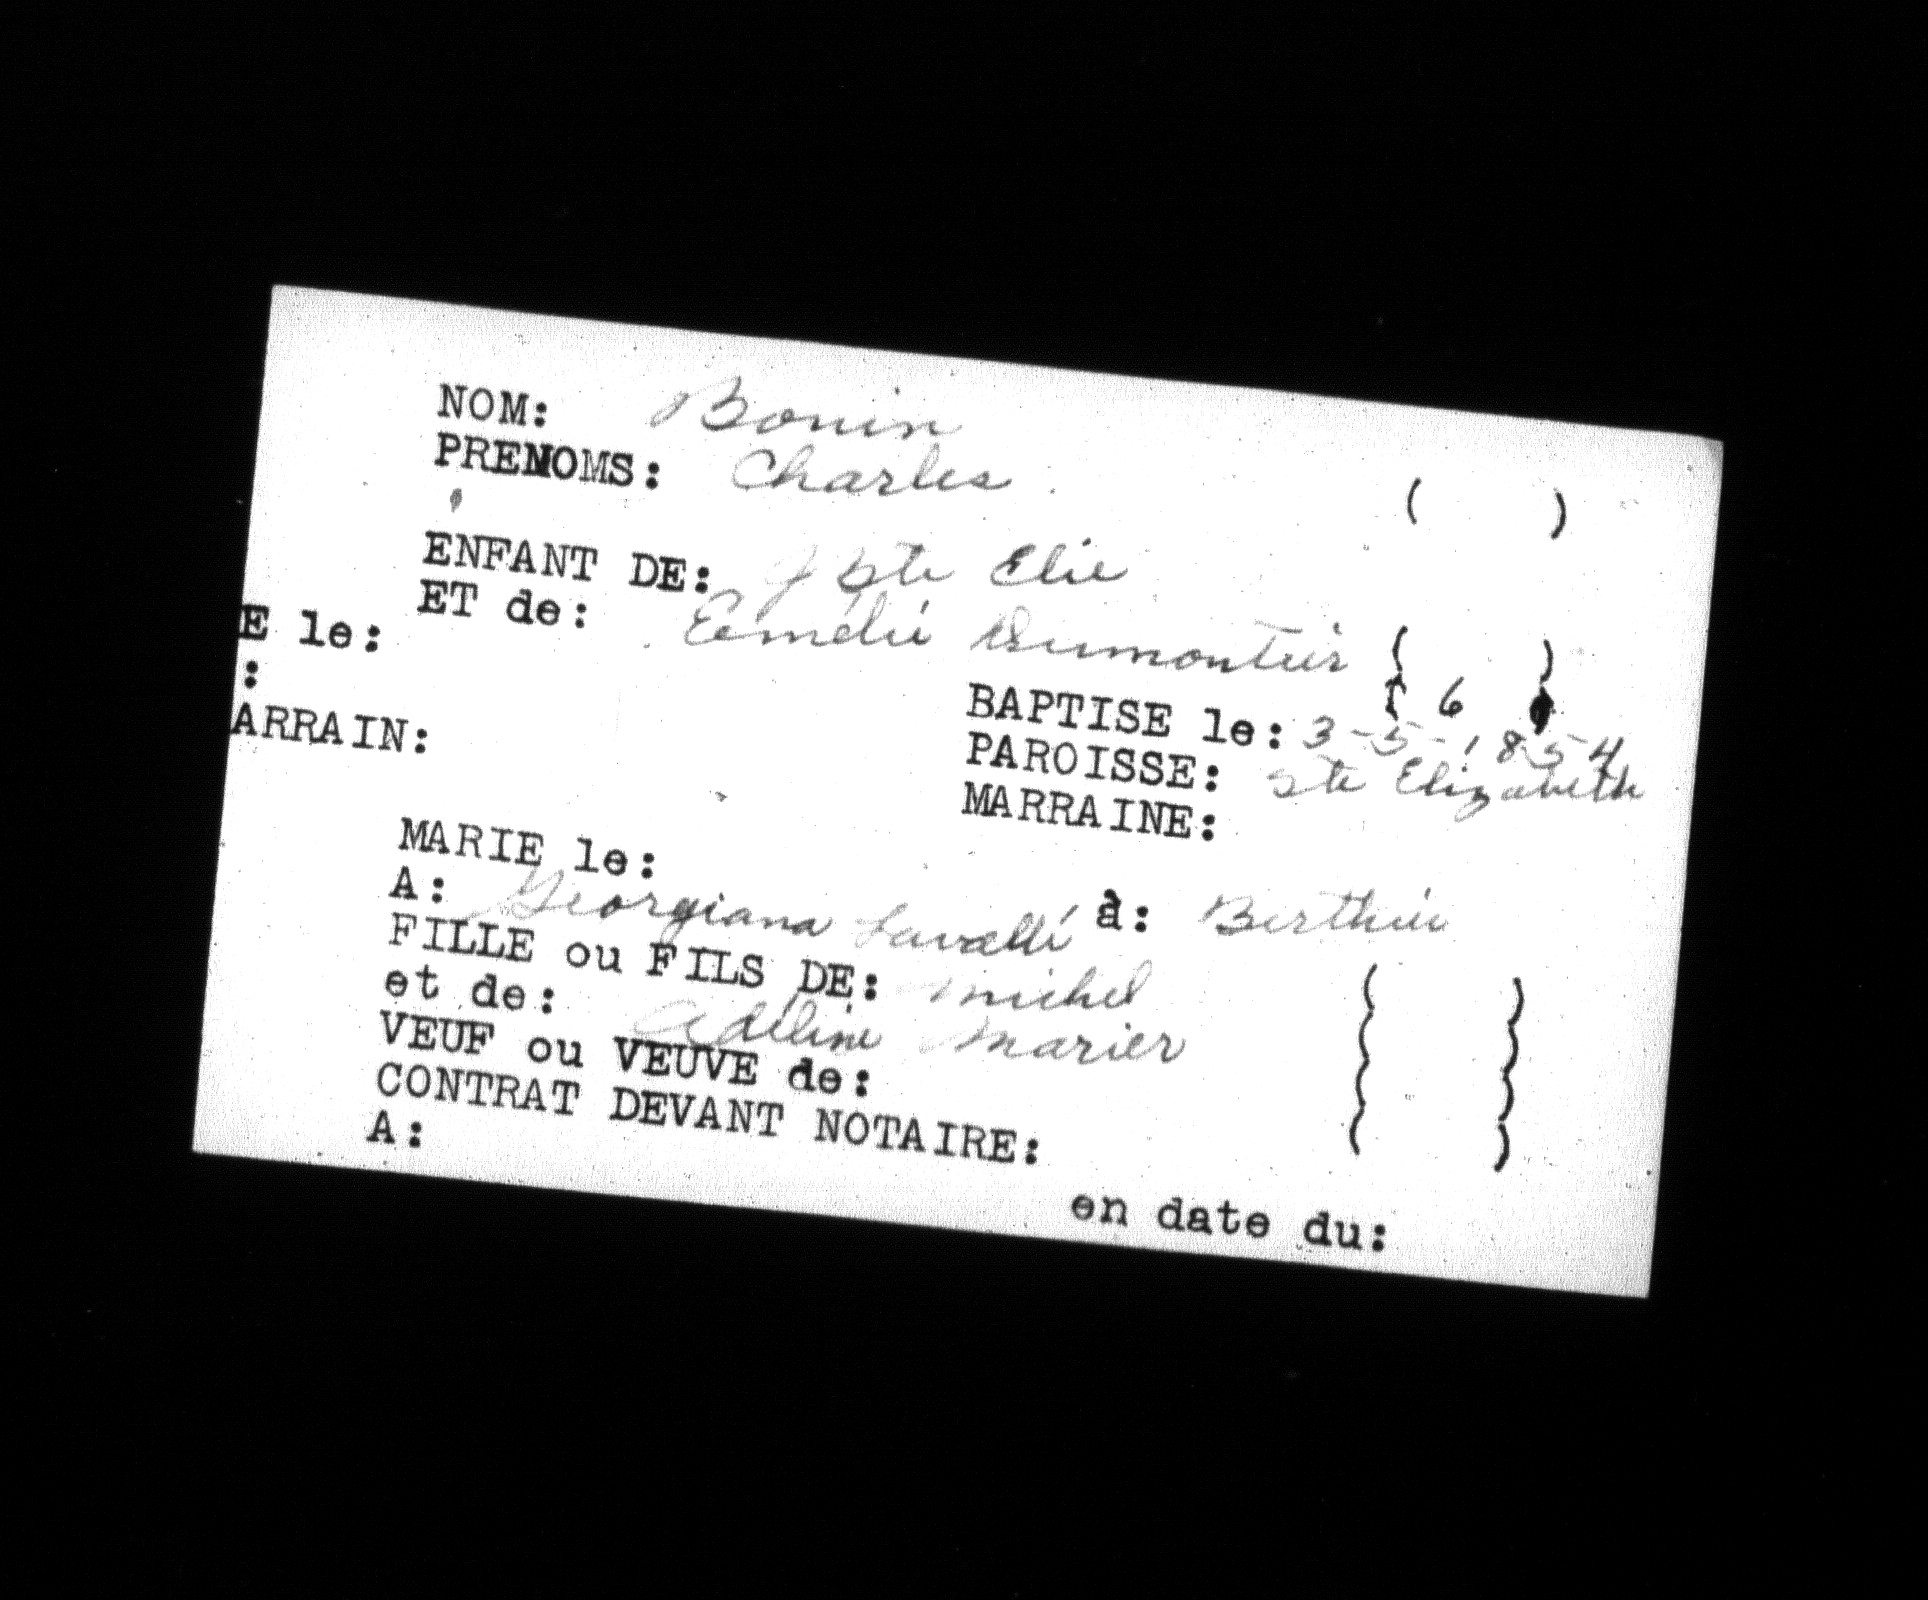 NOM: Bonin
PRENOMS: Charles ( )
ENFANT DE: J Bte Elie
ET de: Emélie Dumontier ( )
E le: ( 6 )
: BAPTISE le: 3-5-1854
ARRAIN: PAROISSE: Ste Elizabeth
MARRAINE:
MARIE le:
A: Georgiana Lavallé à: Berthier
FILLE ou FILS DE: Michel ( )
et de: Adeline Marier ( )
VEUF ou VEUVE de: ( )
CONTRAT DEVANT NOTAIRE: ( )
A: en date du: